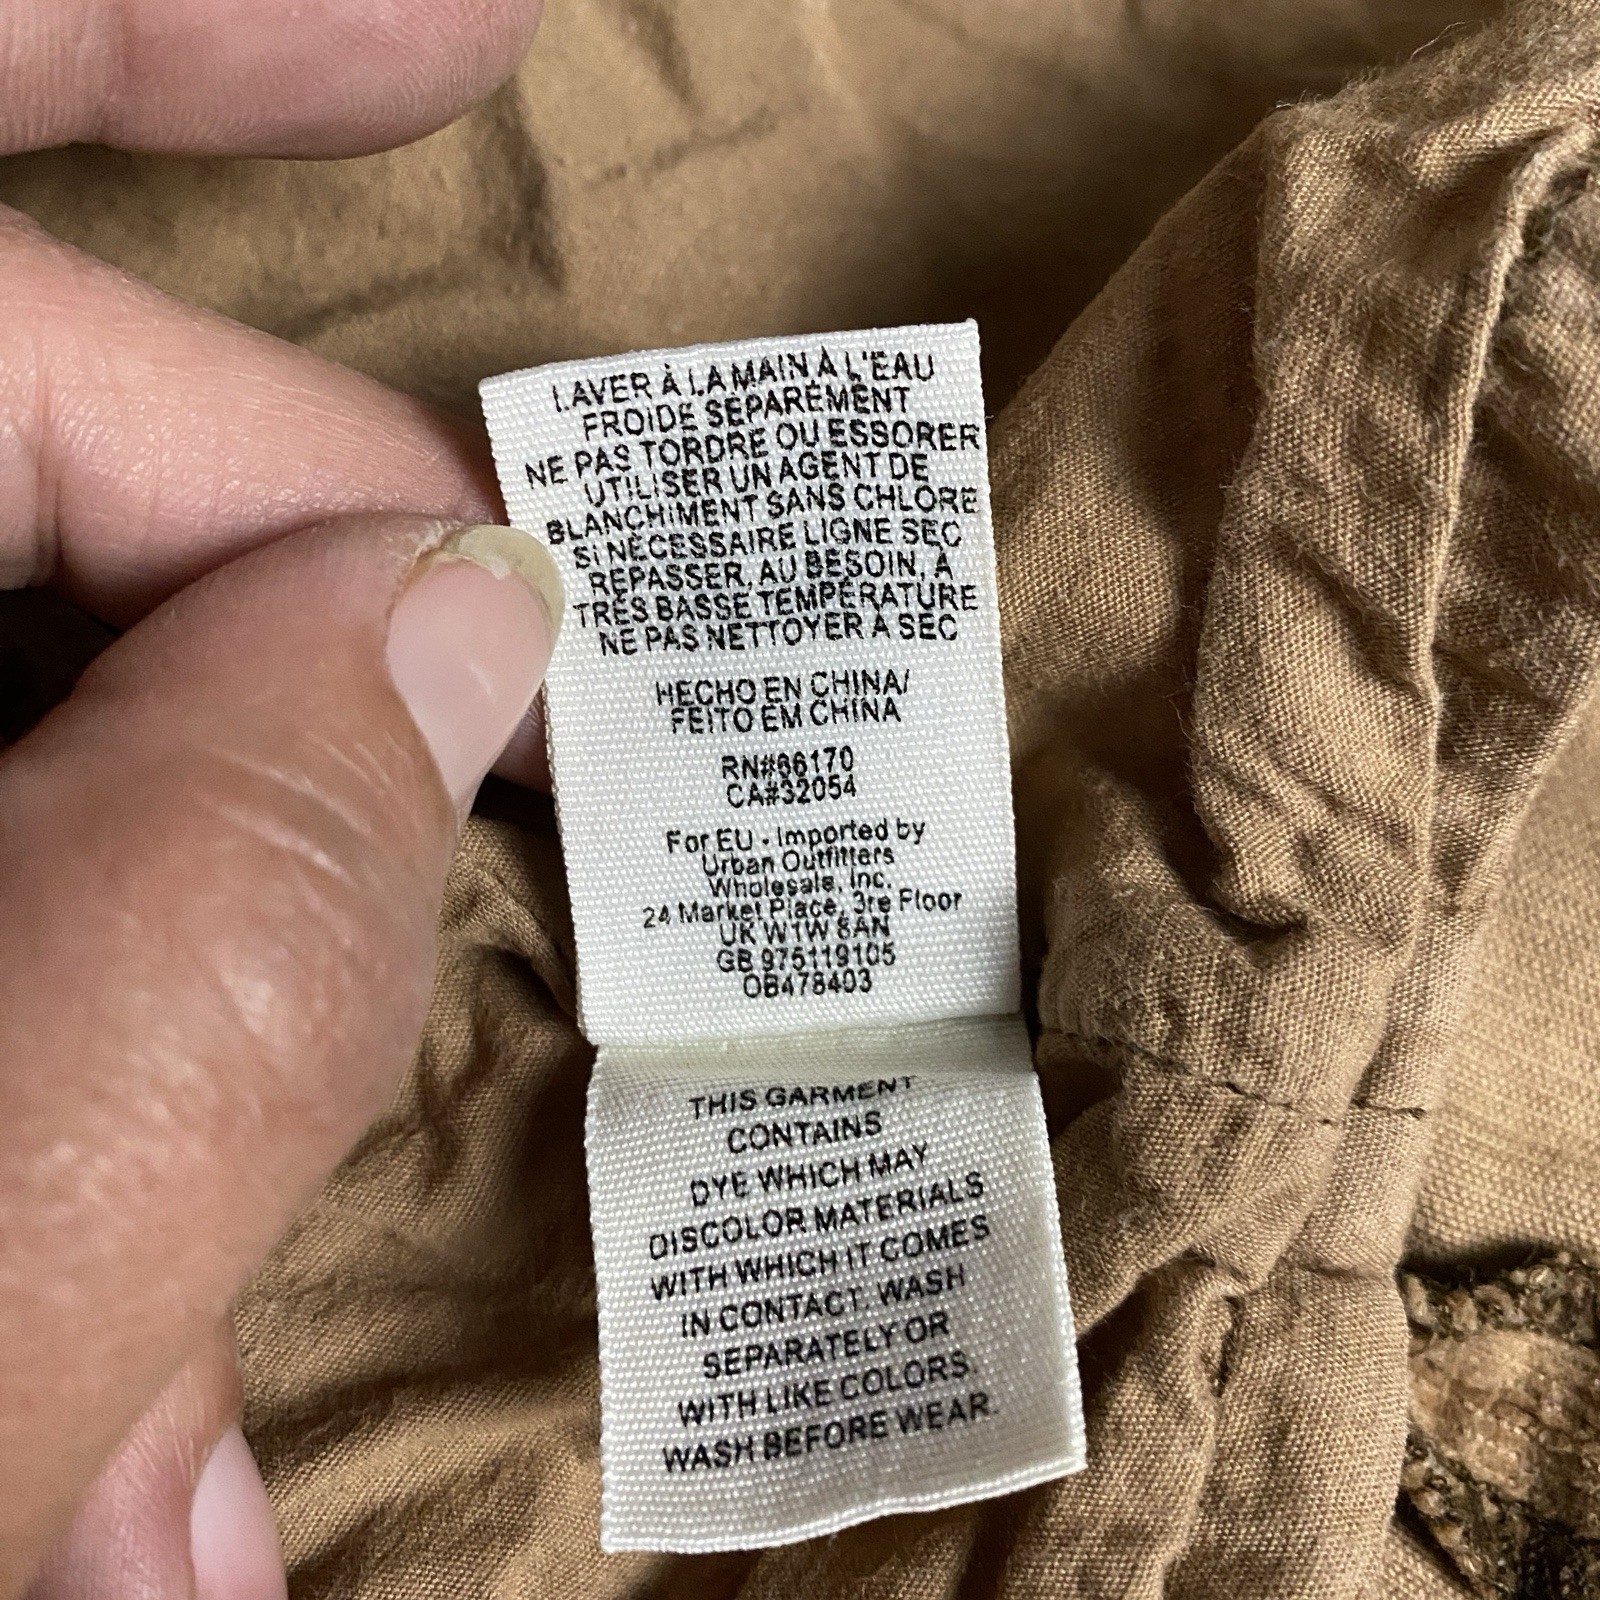 LAVER À LA MAIN À L'EAU
FROIDE SÉPARÉMENT
NE PAS TORDRE OU ESSORER
UTILISER UN AGENT DE
BLANCHIMENT SANS CHLORE
SI NÉCESSAIRE LIGNE SEC
REPASSER, AU BESOIN, À
TRÈS BASSE TEMPÉRATURE
NE PAS NETTOYER À SEC
HECHO EN CHINA/
FEITO EM CHINA
RN#66170
CA#32054
For EU - Imported by
Urban Outfitters
Wholesale, Inc.
24 Market Place, 3re Floor
UK W1W 8AN
GB 975119105
OB478403
THIS GARMENT
CONTAINS
DYE WHICH MAY
DISCOLOR MATERIALS
WITH WHICH IT COMES
IN CONTACT. WASH
SEPARATELY OR
WITH LIKE COLORS.
WASH BEFORE WEAR.